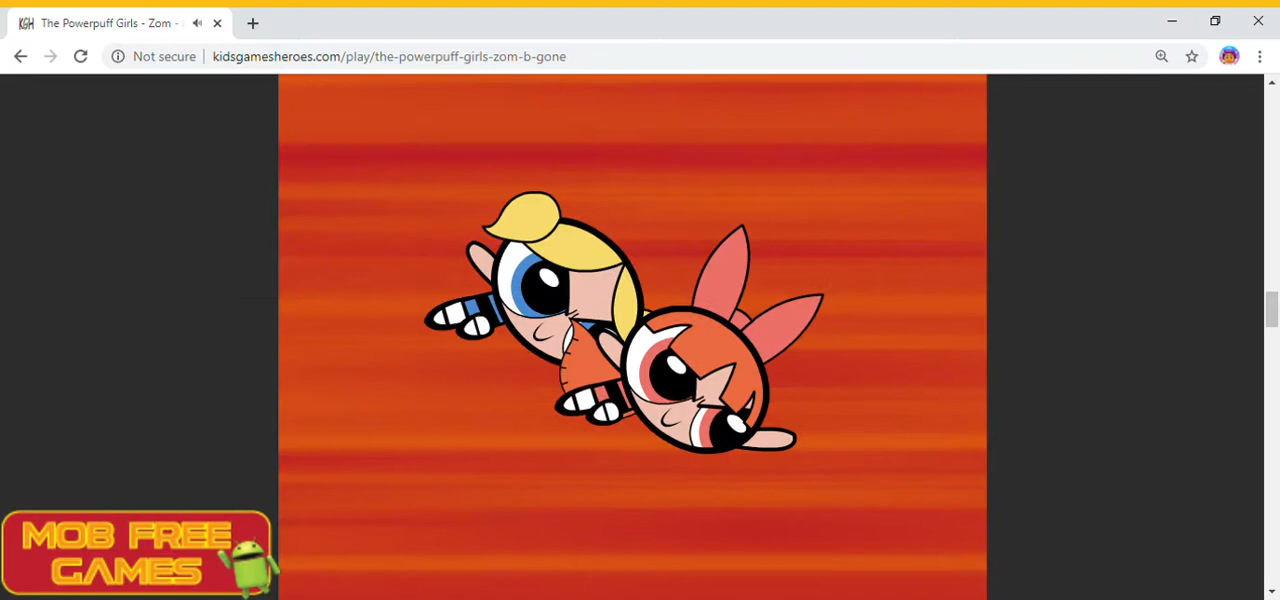 The Powerpuff Girls - Zom -
Not secure
kidsgamesheroes.com/play/the-powerpuff-girls-zom-b-gone
MOB FREE
GAMES